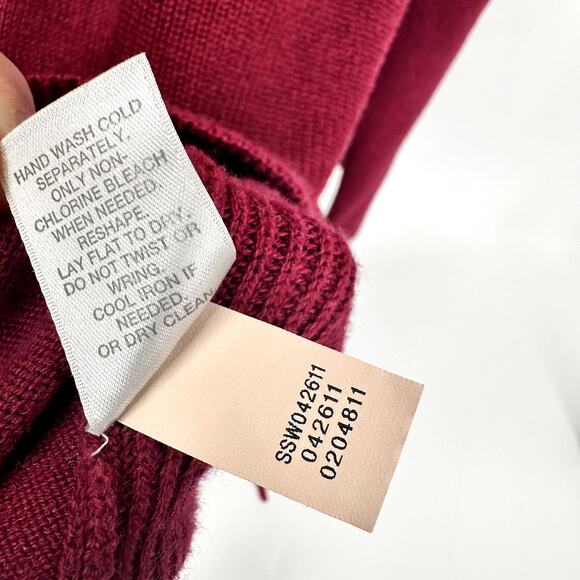 HAND WASH COLD
SEPARATELY.
ONLY NON-
CHLORINE BLEACH
WHEN NEEDED.
RESHAPE.
LAY FLAT TO DRY.
DO NOT TWIST OR
WRING.
COOL IRON IF
NEEDED.
OR DRY CLEAN
SSW042611
042611
0204811